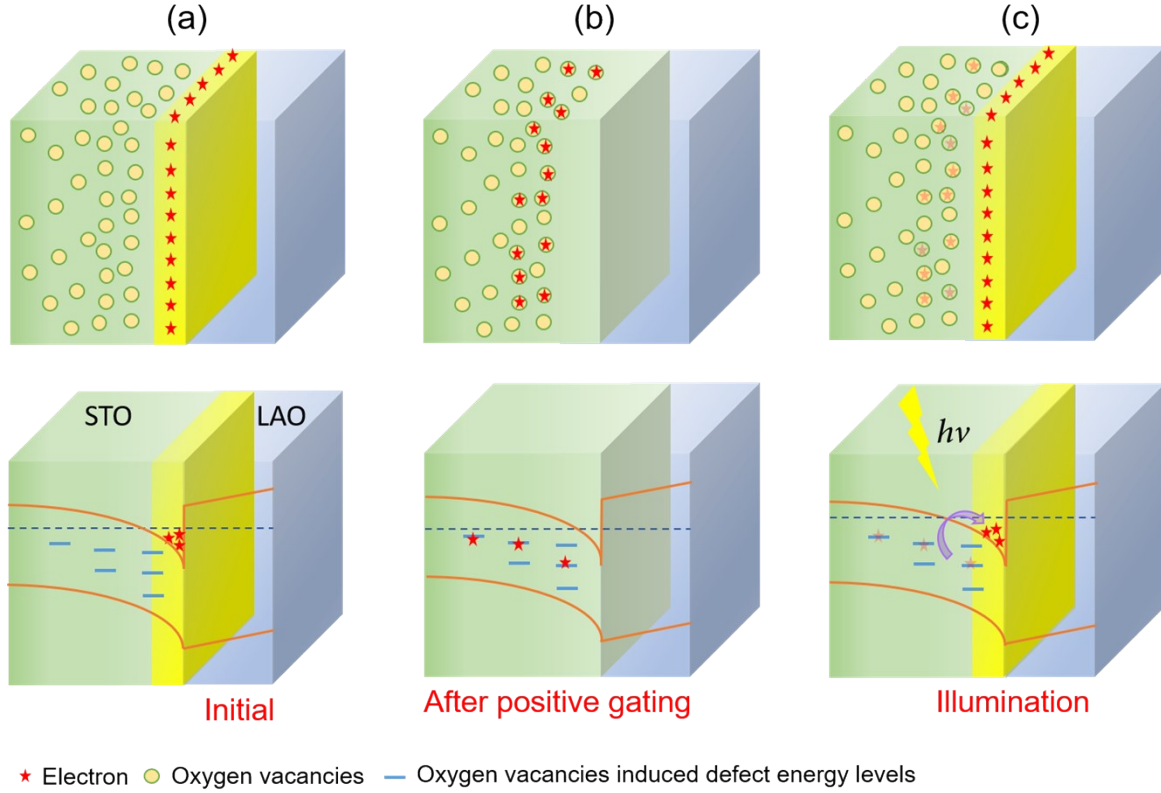 (a) (b) (c)
STO LAO
hν
Initial After positive gating Illumination
Electron Oxygen vacancies Oxygen vacancies induced defect energy levels